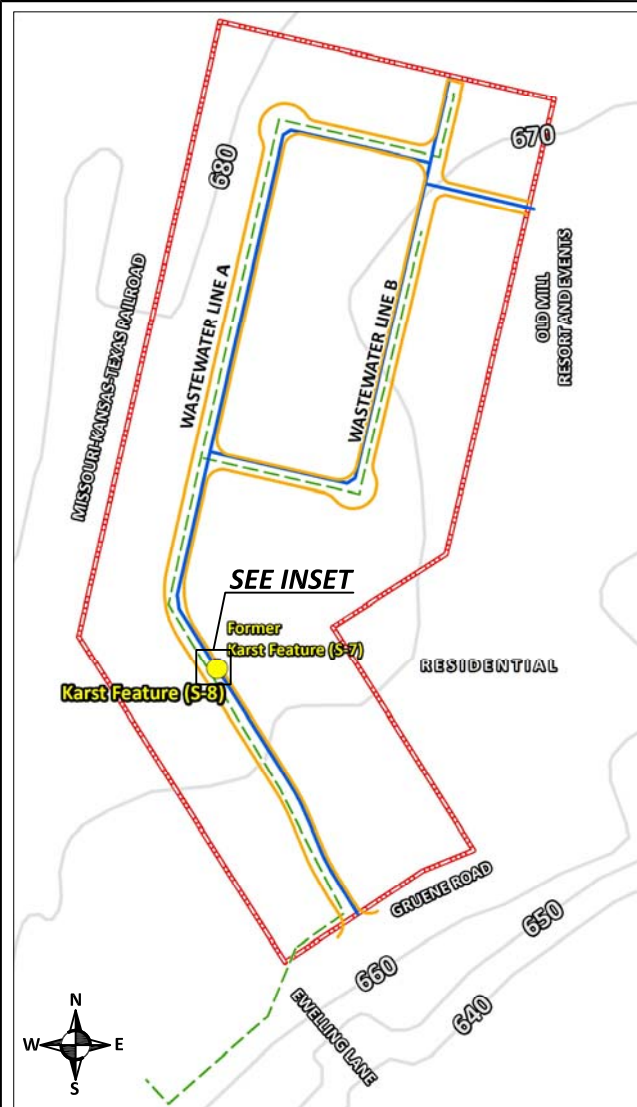 670
680
OLD MILL
RESORT AND EVENTS
MISSOURI-KANSAS-TEXAS RAILROAD
WASTEWATER LINE A
WASTEWATER LINE B
SEE INSET
Former
Karst Feature (S-7)
RESIDENTIAL
Karst Feature (S-8)
GRUENE ROAD
650
660
640
EWELLING LANE
N
W E
S